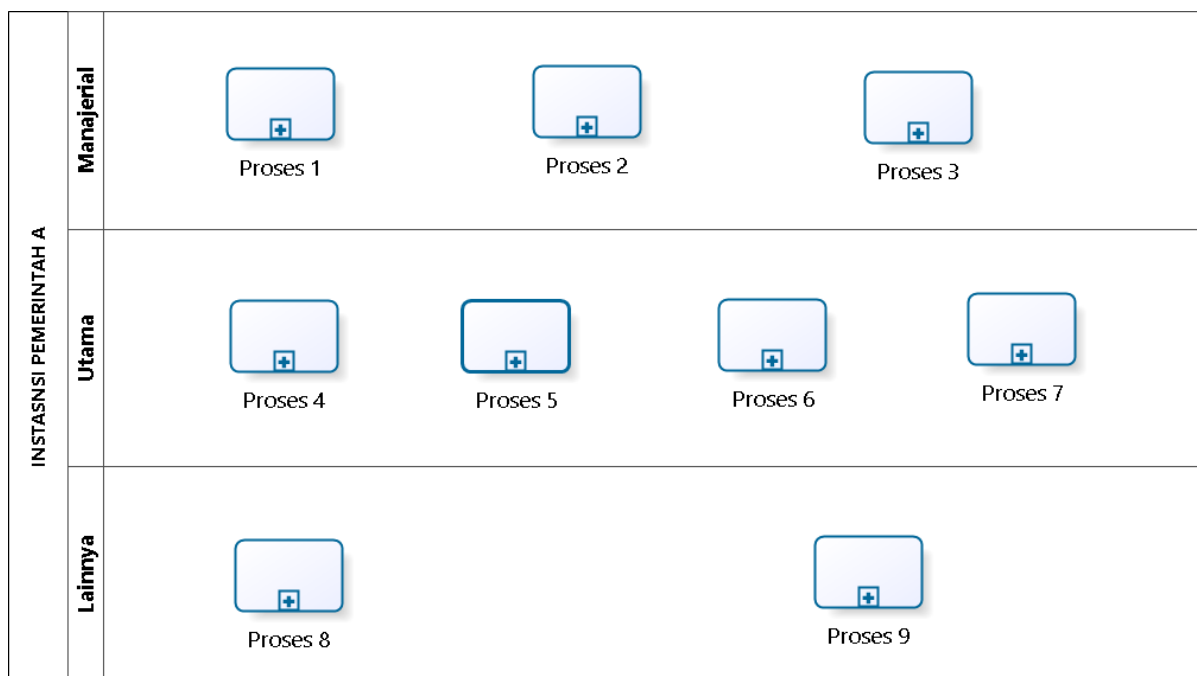 INSTASNSI PEMERINTAH A
Manajerial
Proses 1
Proses 2
Proses 3
Utama
Proses 4
Proses 5
Proses 6
Proses 7
Lainnya
Proses 8
Proses 9